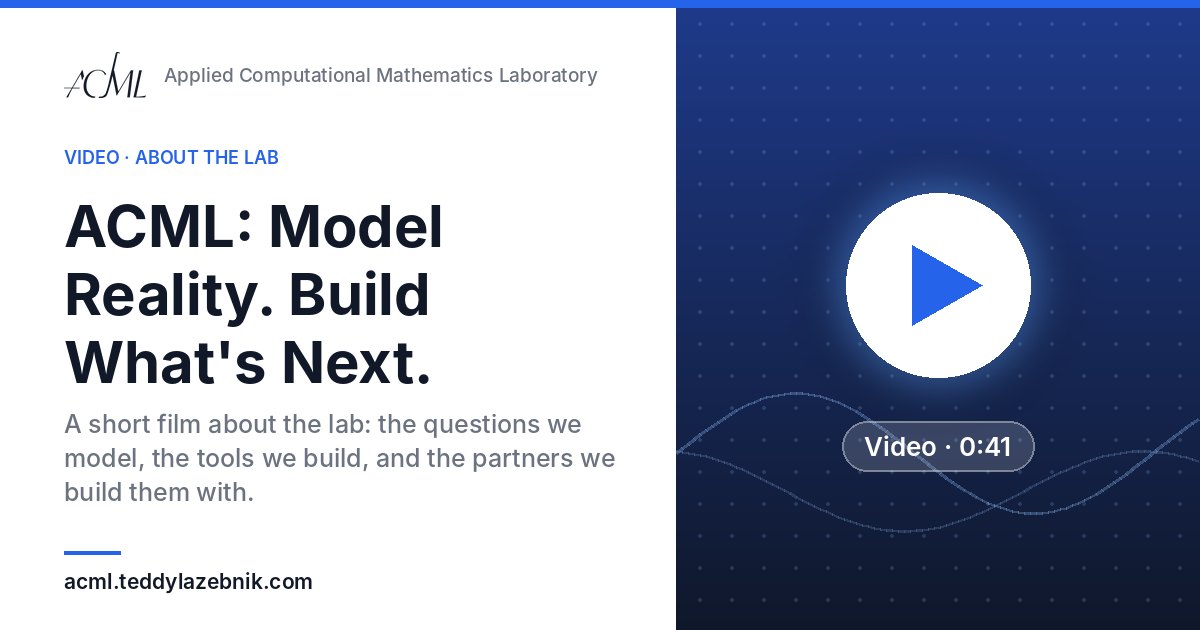 ACML
Applied Computational Mathematics Laboratory
VIDEO · ABOUT THE LAB
ACML: Model
Reality. Build
What's Next.
A short film about the lab: the questions we
model, the tools we build, and the partners we
build them with.
acml.teddylazebnik.com
Video · 0:41